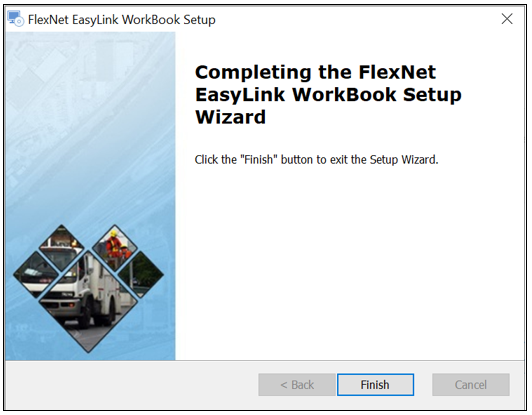 FlexNet EasyLink WorkBook Setup
Completing the FlexNet
EasyLink WorkBook Setup
Wizard
Click the "Finish" button to exit the Setup Wizard.
< Back
Finish
Cancel